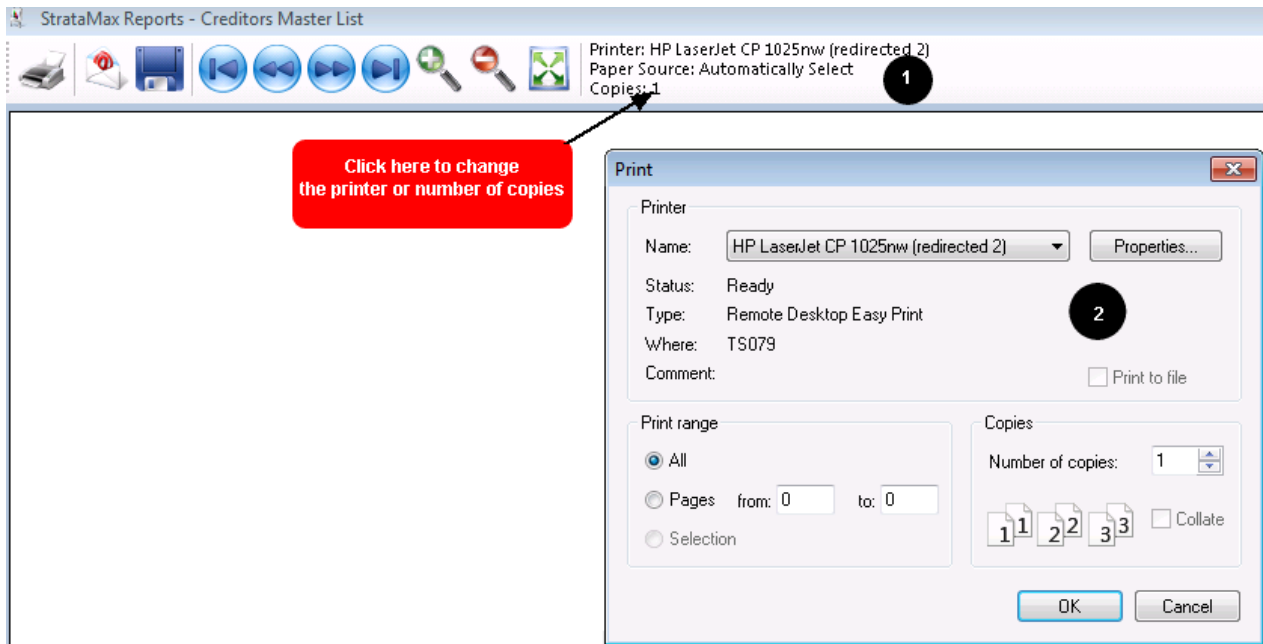 StrataMax Reports - Creditors Master List
Printer: HP LaserJet CP 1025nw (redirected 2)
Paper Source: Automatically Select
Copies: 1
1
Click here to change
the printer or number of copies
Print
Printer
Name: HP LaserJet CP 1025nw (redirected 2) Properties...
Status: Ready
Type: Remote Desktop Easy Print
2
Where: TS079
Comment:
Print to file
Print range
All
Pages from: 0 to: 0
Selection
Copies
Number of copies: 1
1 1 2 2 3 3
Collate
OK Cancel